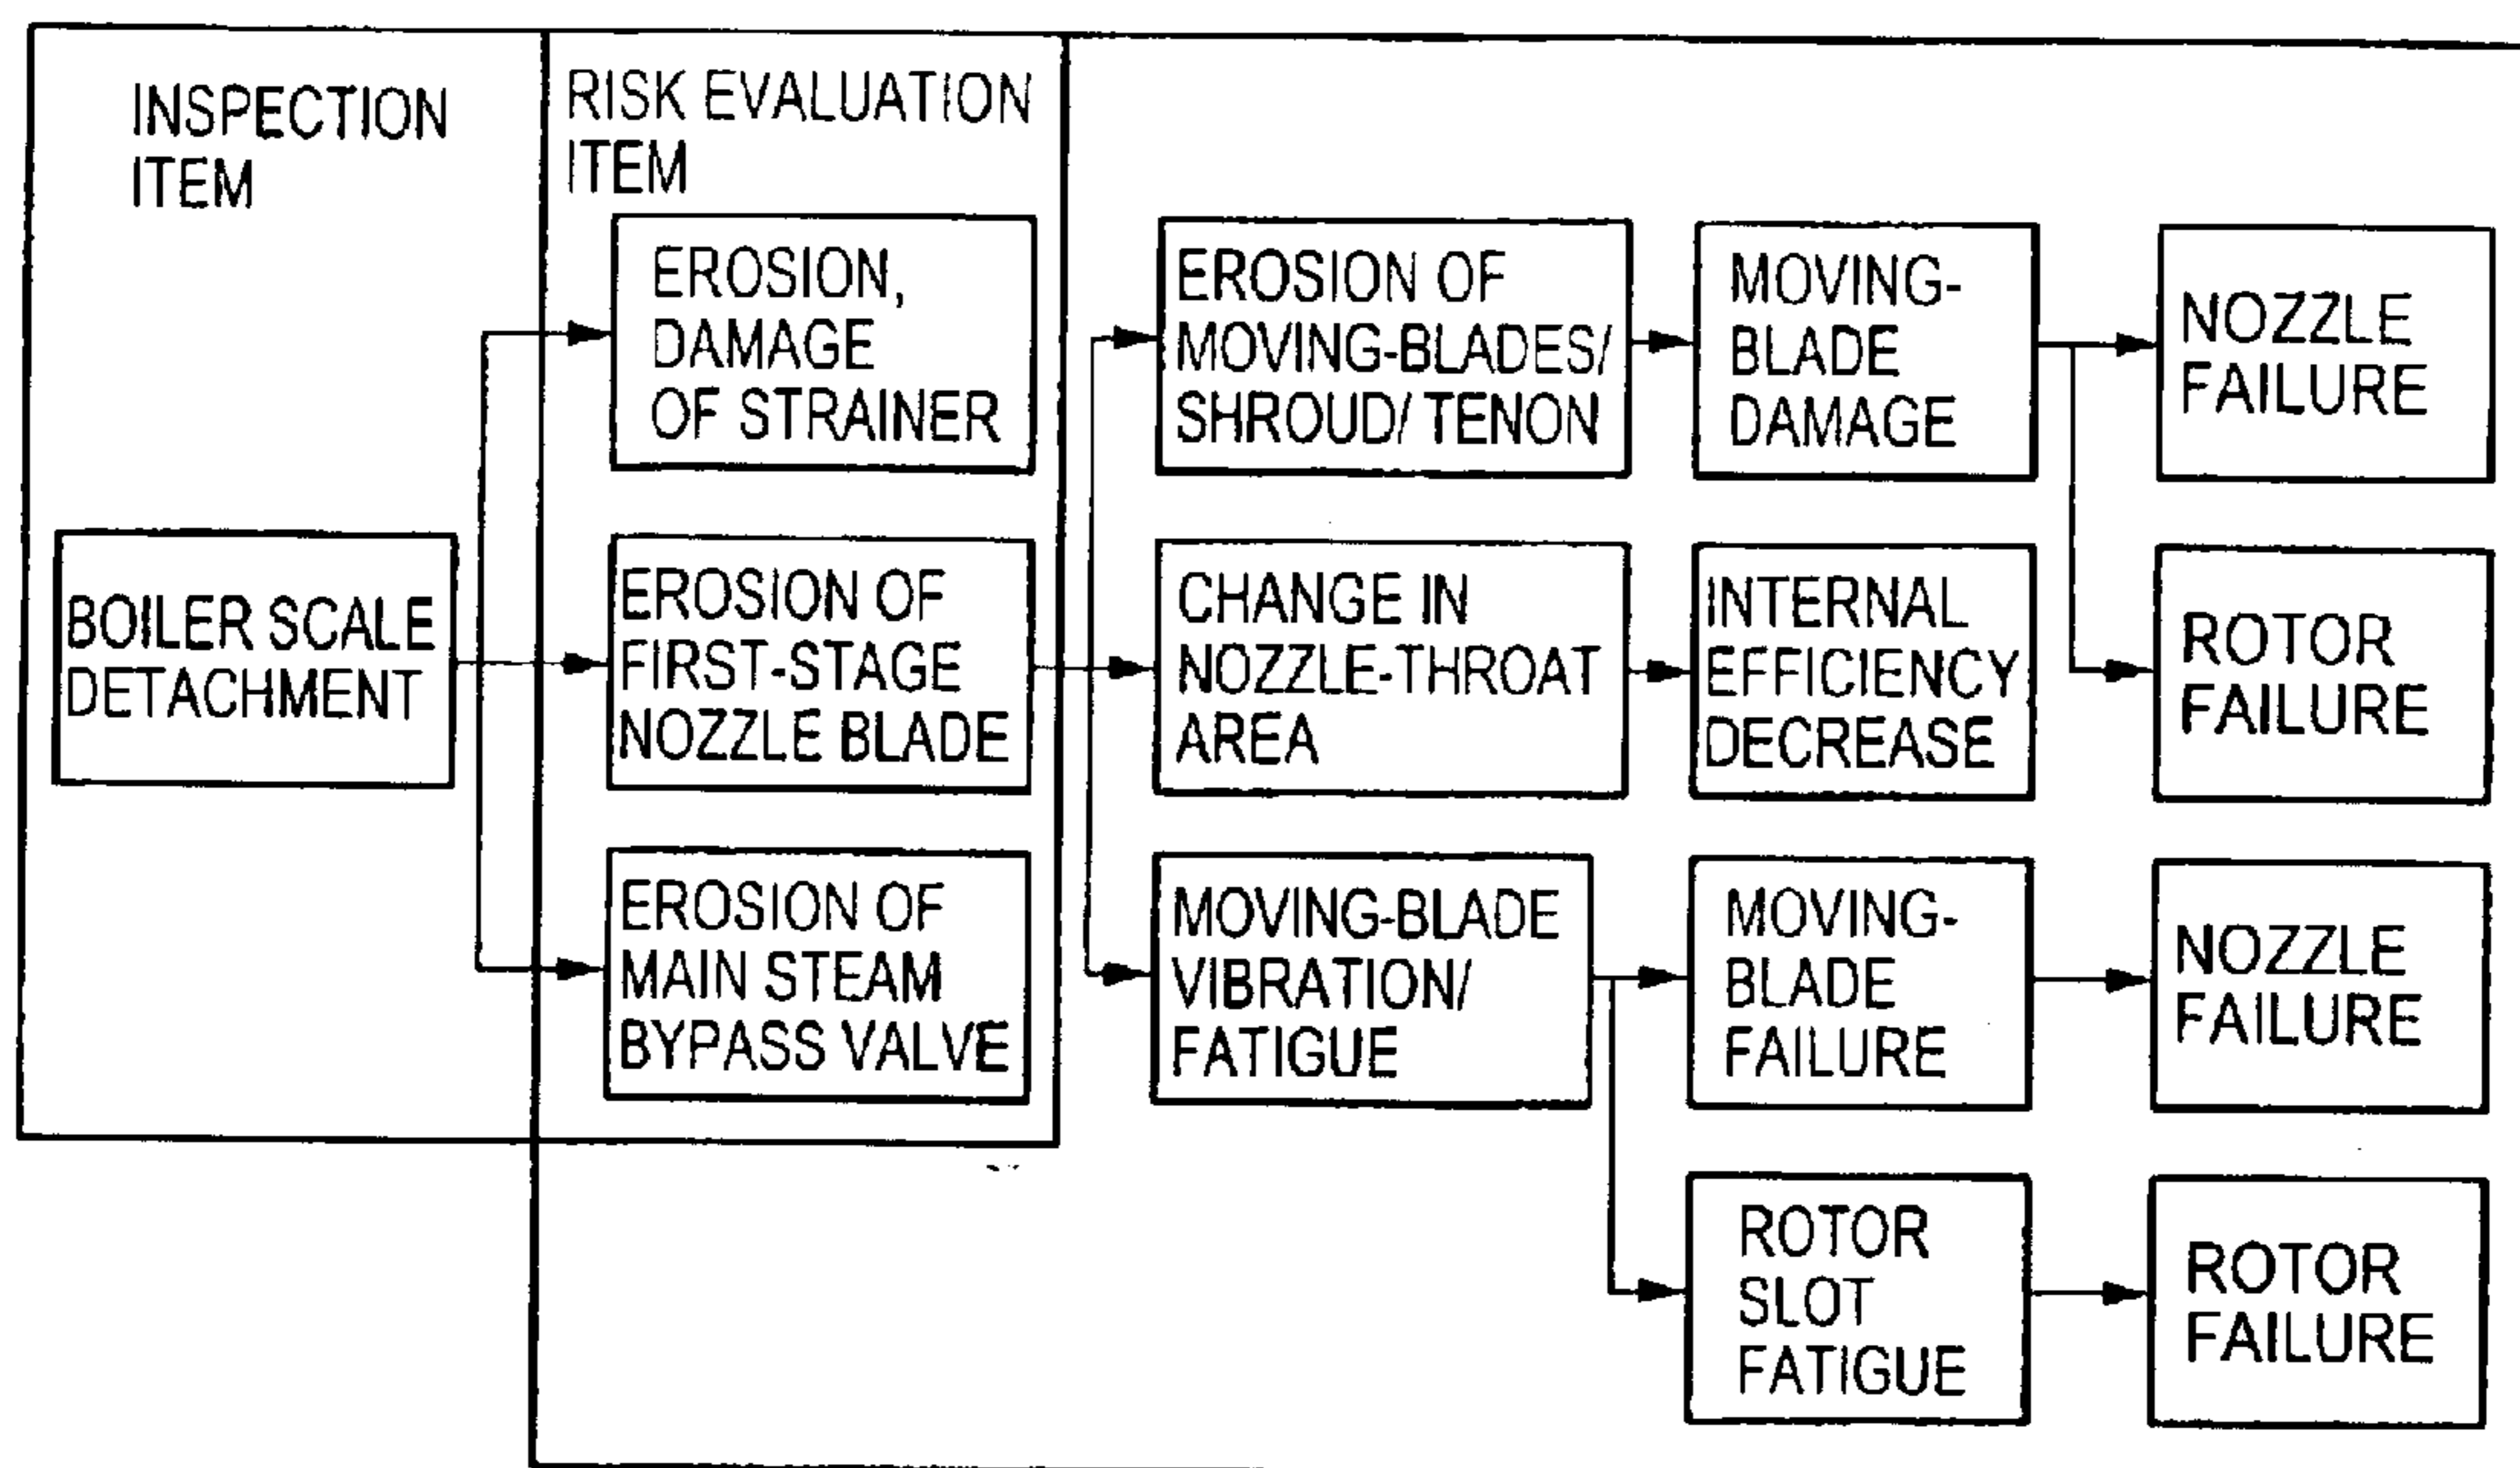 INSPECTION
ITEM
RISK EVALUATION
ITEM
BOILER SCALE
DETACHMENT
EROSION,
DAMAGE
OF STRAINER
EROSION OF
FIRST-STAGE
NOZZLE BLADE
EROSION OF
MAIN STEAM
BYPASS VALVE
EROSION OF
MOVING-BLADES/
SHROUD/ TENON
CHANGE IN
NOZZLE-THROAT
AREA
MOVING-BLADE
VIBRATION/
FATIGUE
MOVING-
BLADE
DAMAGE
INTERNAL
EFFICIENCY
DECREASE
MOVING-
BLADE
FAILURE
ROTOR
SLOT
FATIGUE
NOZZLE
FAILURE
ROTOR
FAILURE
NOZZLE
FAILURE
ROTOR
FAILURE